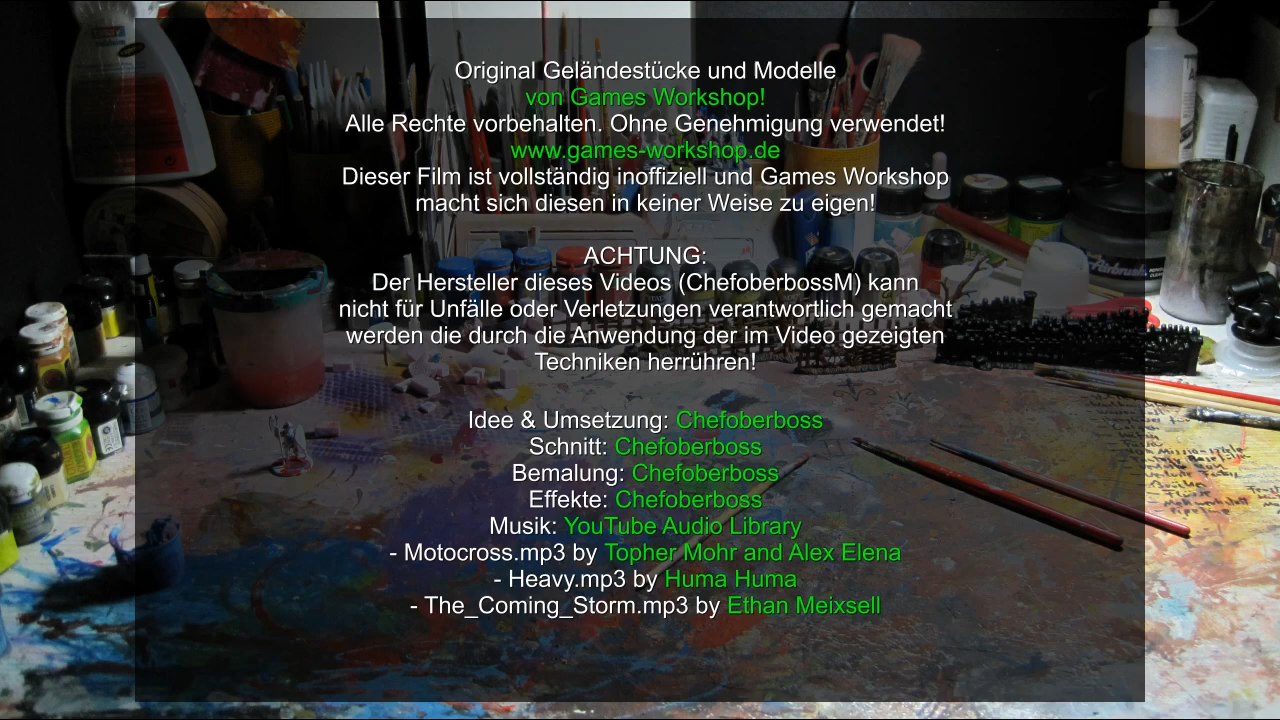 Original Geländestücke und Modelle
von Games Workshop!
Alle Rechte vorbehalten. Ohne Genehmigung verwendet!
www.games-workshop.de
Dieser Film ist vollständig inoffiziell und Games Workshop
macht sich diesen in keiner Weise zu eigen!
ACHTUNG:
Der Hersteller dieses Videos (ChefoberbossM) kann
nicht für Unfälle oder Verletzungen verantwortlich gemacht
werden die durch die Anwendung der im Video gezeigten
Techniken herrühren!
Idee & Umsetzung: Chefoberboss
Schnitt: Chefoberboss
Bemalung: Chefoberboss
Effekte: Chefoberboss
Musik: YouTube Audio Library
- Motocross.mp3 by Topher Mohr and Alex Elena
- Heavy.mp3 by Huma Huma
- The_Coming_Storm.mp3 by Ethan Meixsell
Airbrush